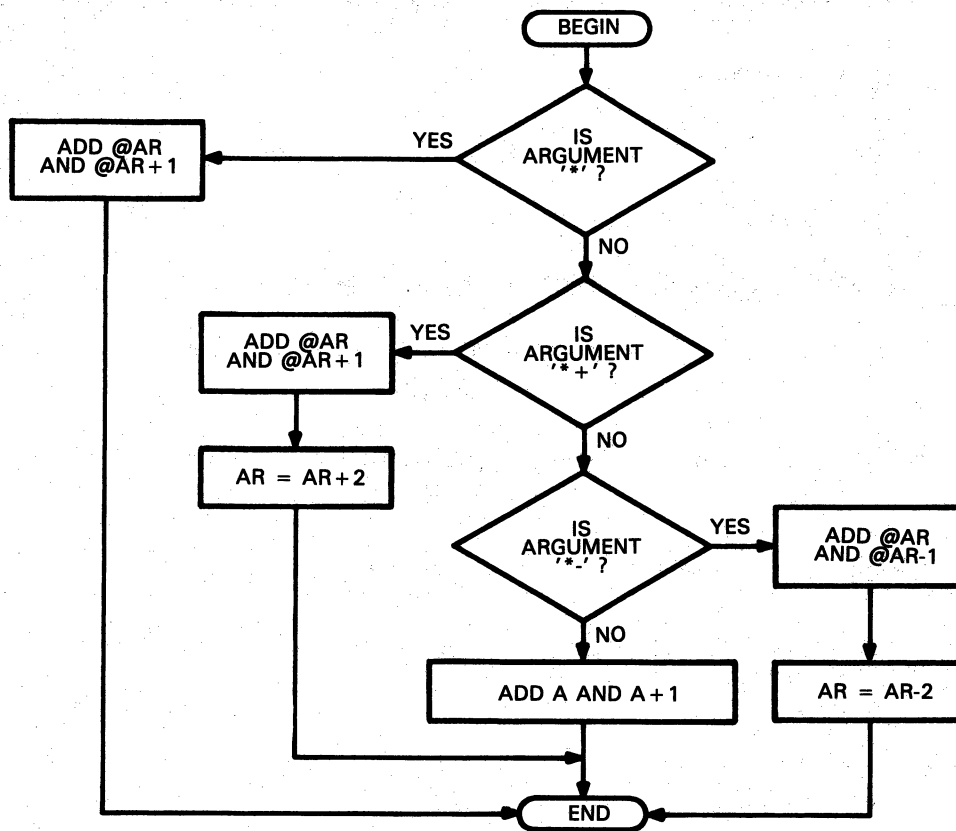 BEGIN
IS
ARGUMENT
'*' ?
YES
ADD @AR
AND @AR+1
NO
IS
ARGUMENT
'*+' ?
YES
ADD @AR
AND @AR+1
AR = AR+2
NO
IS
ARGUMENT
'*-' ?
YES
ADD @AR
AND @AR-1
AR = AR-2
NO
ADD A AND A+1
END